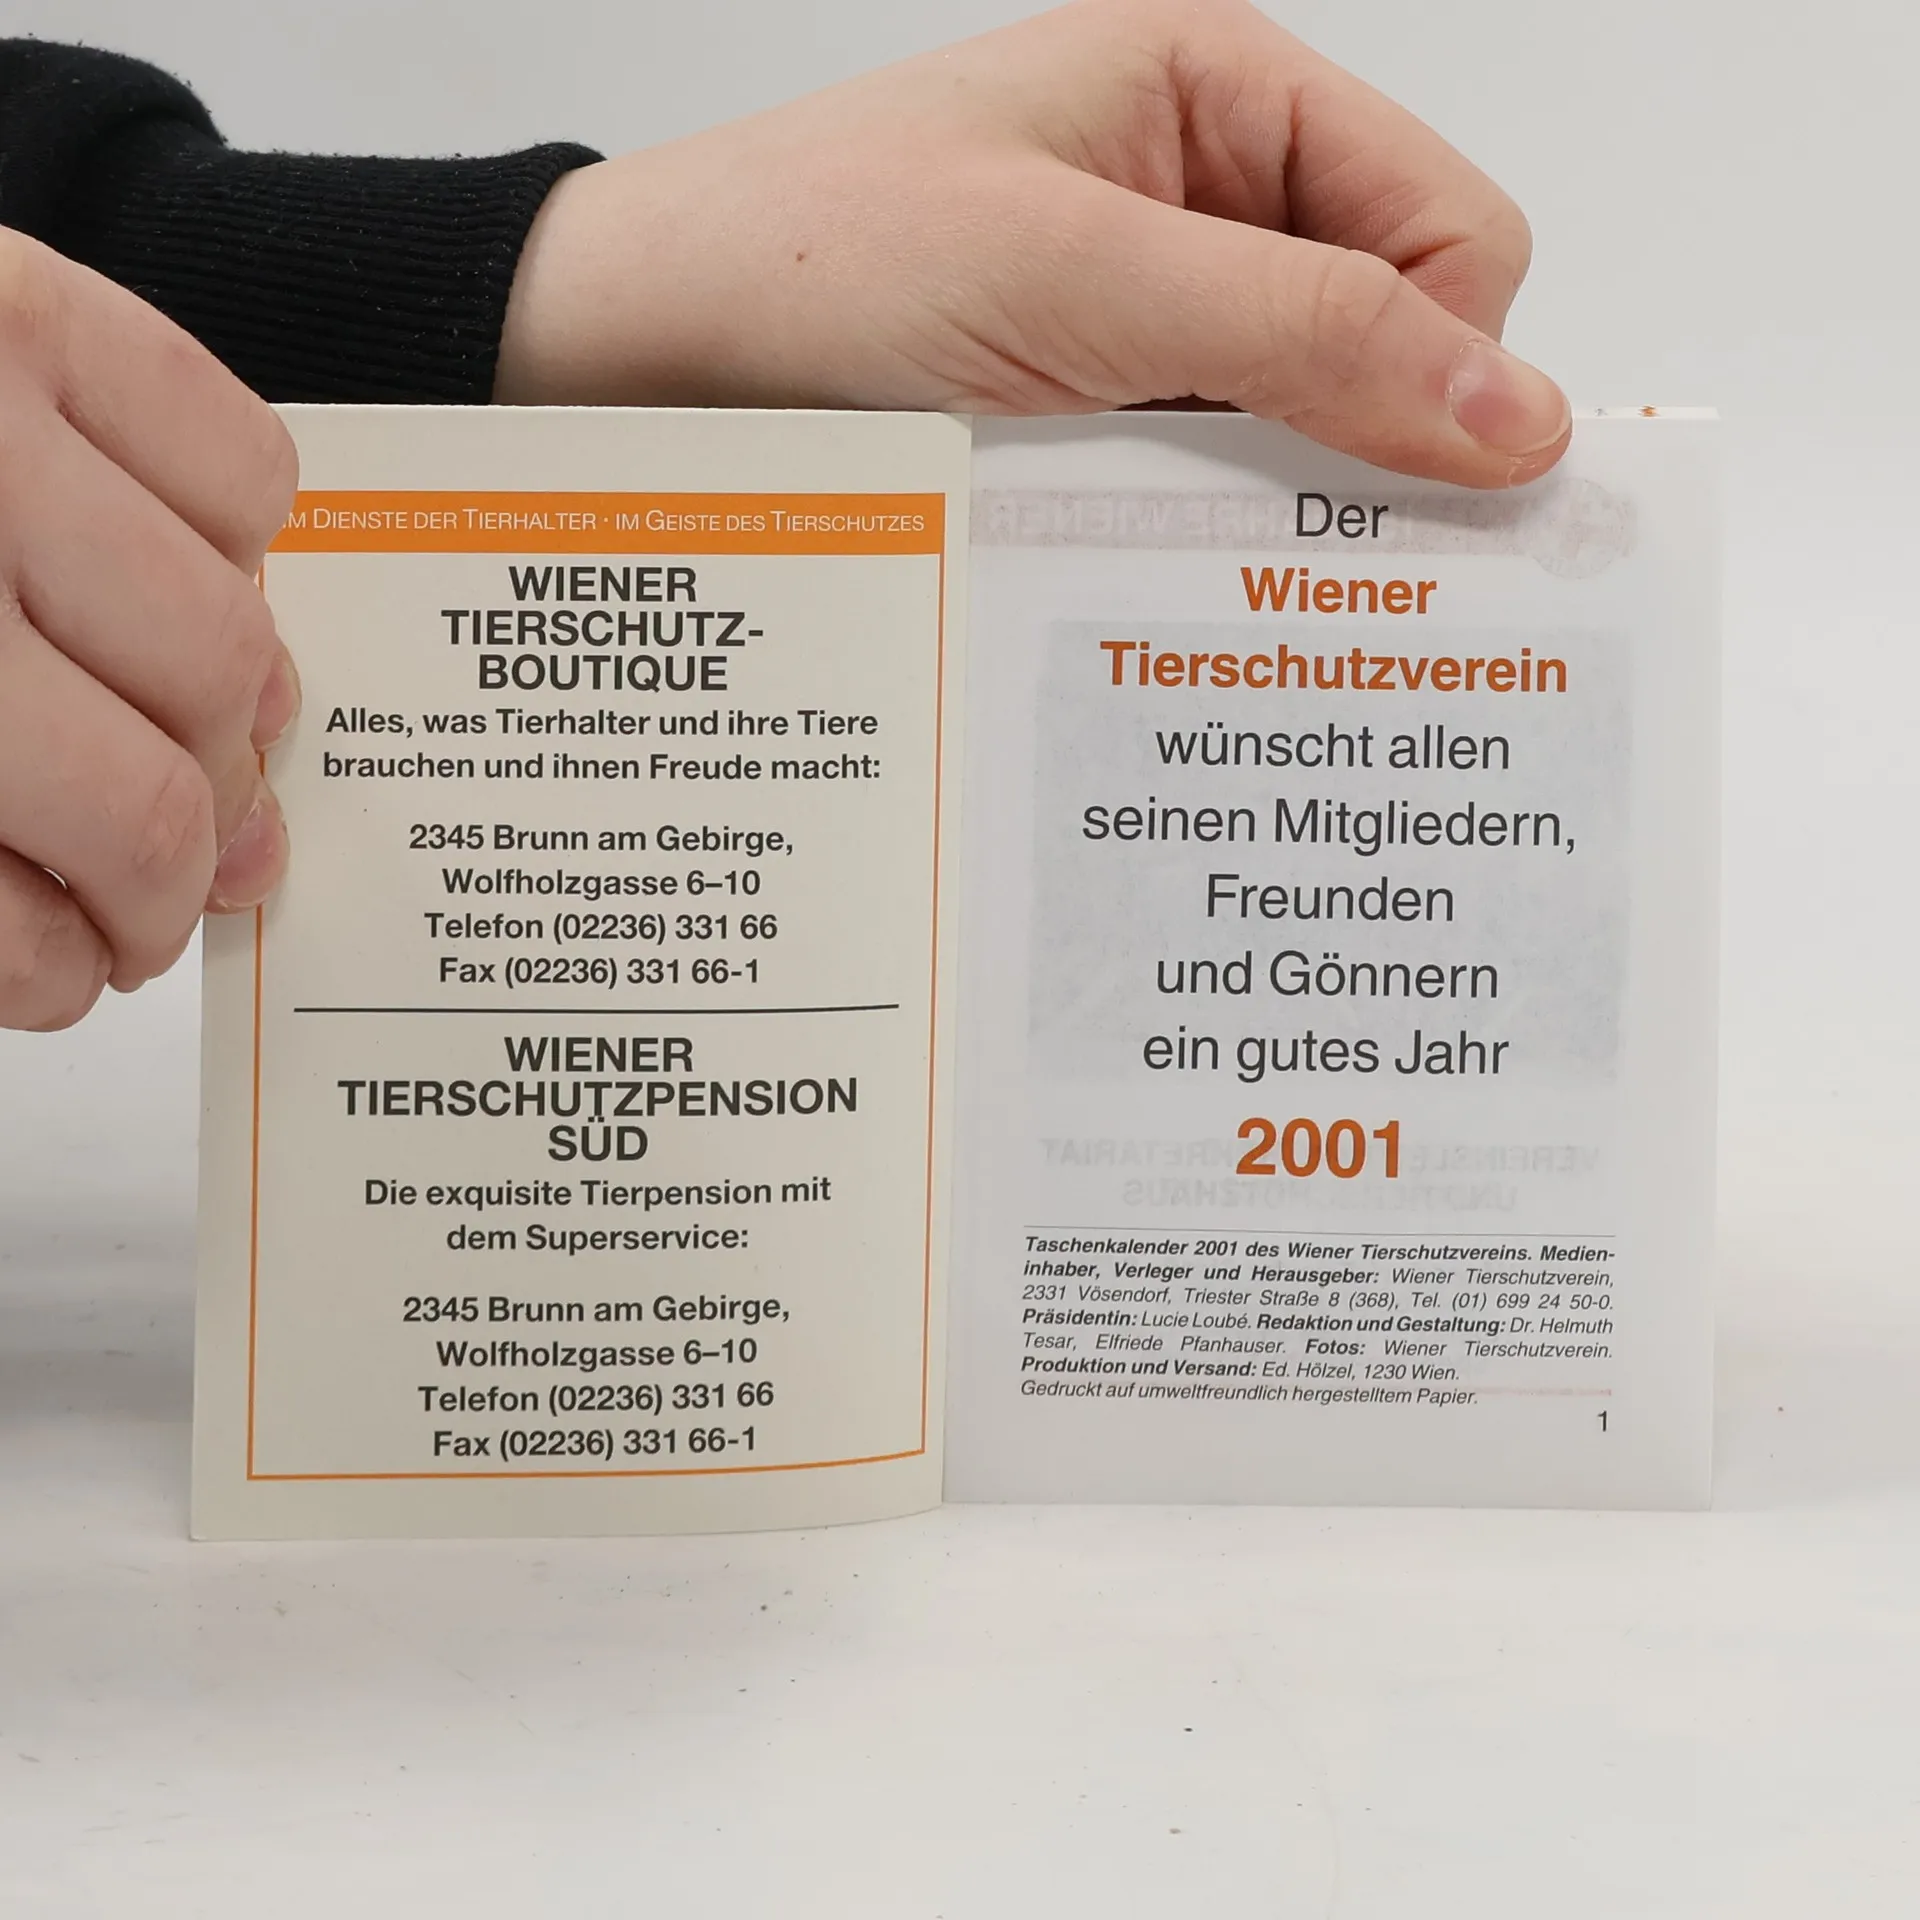 IM DIENSTE DER TIERHALTER · IM GEISTE DES TIERSCHUTZES
WIENER
TIERSCHUTZ-
BOUTIQUE
Alles, was Tierhalter und ihre Tiere
brauchen und ihnen Freude macht:
2345 Brunn am Gebirge,
Wolfholzgasse 6–10
Telefon (02236) 331 66
Fax (02236) 331 66-1
WIENER
TIERSCHUTZPENSION
SÜD
Die exquisite Tierpension mit
dem Superservice:
2345 Brunn am Gebirge,
Wolfholzgasse 6–10
Telefon (02236) 331 66
Fax (02236) 331 66-1
Der
Wiener
Tierschutzverein
wünscht allen
seinen Mitgliedern,
Freunden
und Gönnern
ein gutes Jahr
2001
Taschenkalender 2001 des Wiener Tierschutzvereins. Medien-
inhaber, Verleger und Herausgeber: Wiener Tierschutzverein,
2331 Vösendorf, Triester Straße 8 (368), Tel. (01) 699 24 50-0.
Präsidentin: Lucie Loubé. Redaktion und Gestaltung: Dr. Helmuth
Tesar, Elfriede Pfanhauser. Fotos: Wiener Tierschutzverein.
Produktion und Versand: Ed. Hölzel, 1230 Wien.
Gedruckt auf umweltfreundlich hergestelltem Papier.
1